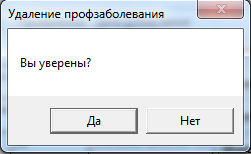 Удаление профзаболевания
Вы уверены?
Да
Нет